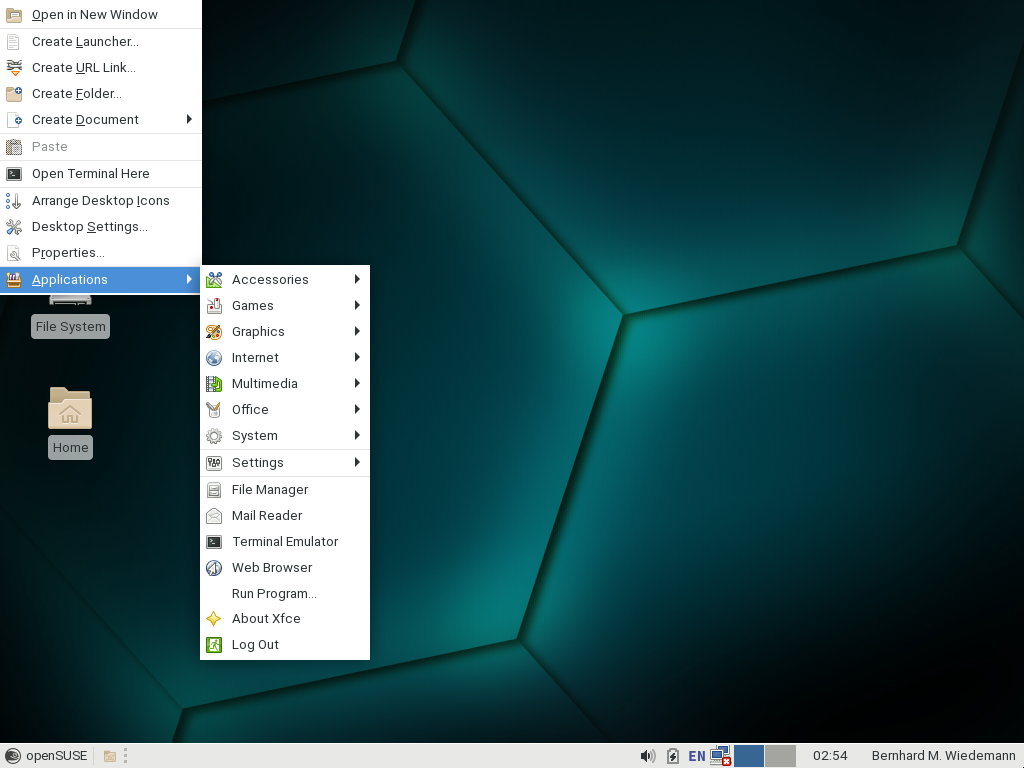 Open in New Window
Create Launcher...
Create URL Link...
Create Folder...
Create Document
Paste
Open Terminal Here
Arrange Desktop Icons
Desktop Settings...
Properties...
Applications
Accessories
Games
Graphics
Internet
Multimedia
Office
System
Settings
File Manager
Mail Reader
Terminal Emulator
Web Browser
Run Program...
About Xfce
Log Out
File System
Home
openSUSE
EN
02:54
Bernhard M. Wiedemann